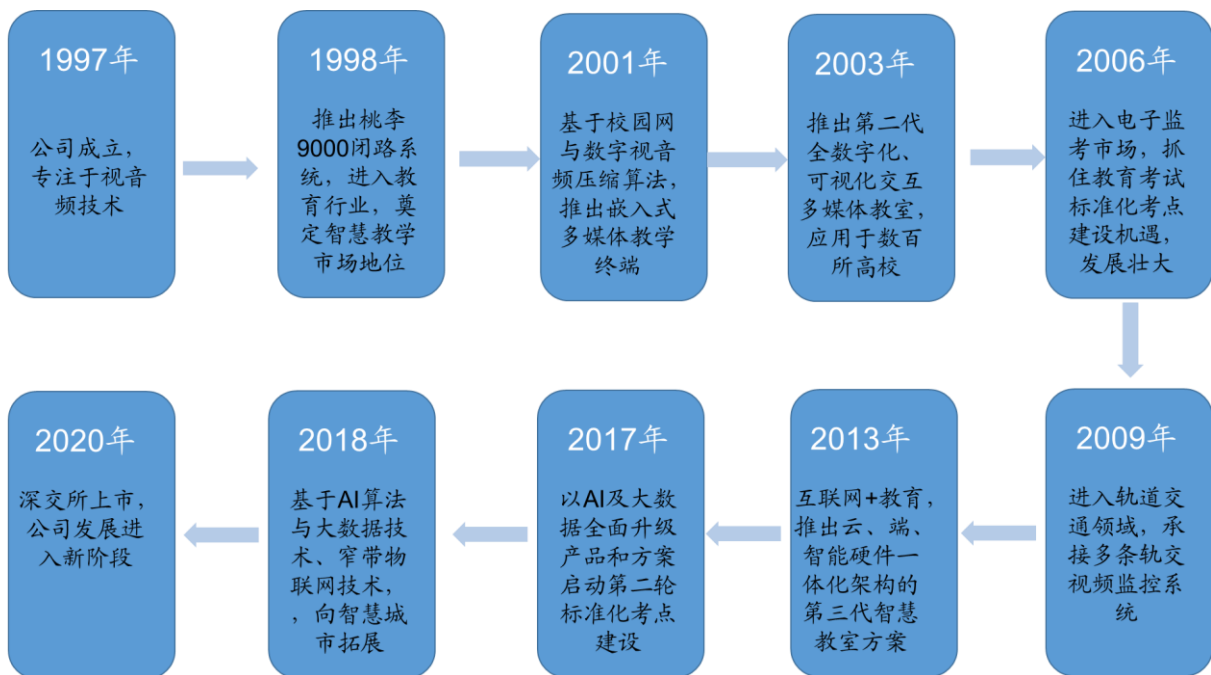 1997年
公司成立，
专注于视音
频技术
1998年
推出桃李
9000闭路系
统，进入教
育行业，奠
定智慧教学
市场地位
2001年
基于校园网
与数字视音
频压缩算法，
推出嵌入式
多媒体教学
终端
2003年
推出第二代
全数字化、
可视化交互
多媒体教室，
应用于数百
所高校
2006年
进入电子监
考市场，抓
住教育考试
标准化考点
建设机遇，
发展壮大
2009年
进入轨道交
通领域，承
接多条轨交
视频监控系
统
2013年
互联网+教育，
推出云、端、
智能硬件一
体化架构的
第三代智慧
教室方案
2017年
以AI及大数
据全面升级
产品和方案
启动第二轮
标准化考点
建设
2018年
基于AI算法
与大数据技
术、窄带物
联网技术，
，向智慧城
市拓展
2020年
深交所上市，
公司发展进
入新阶段